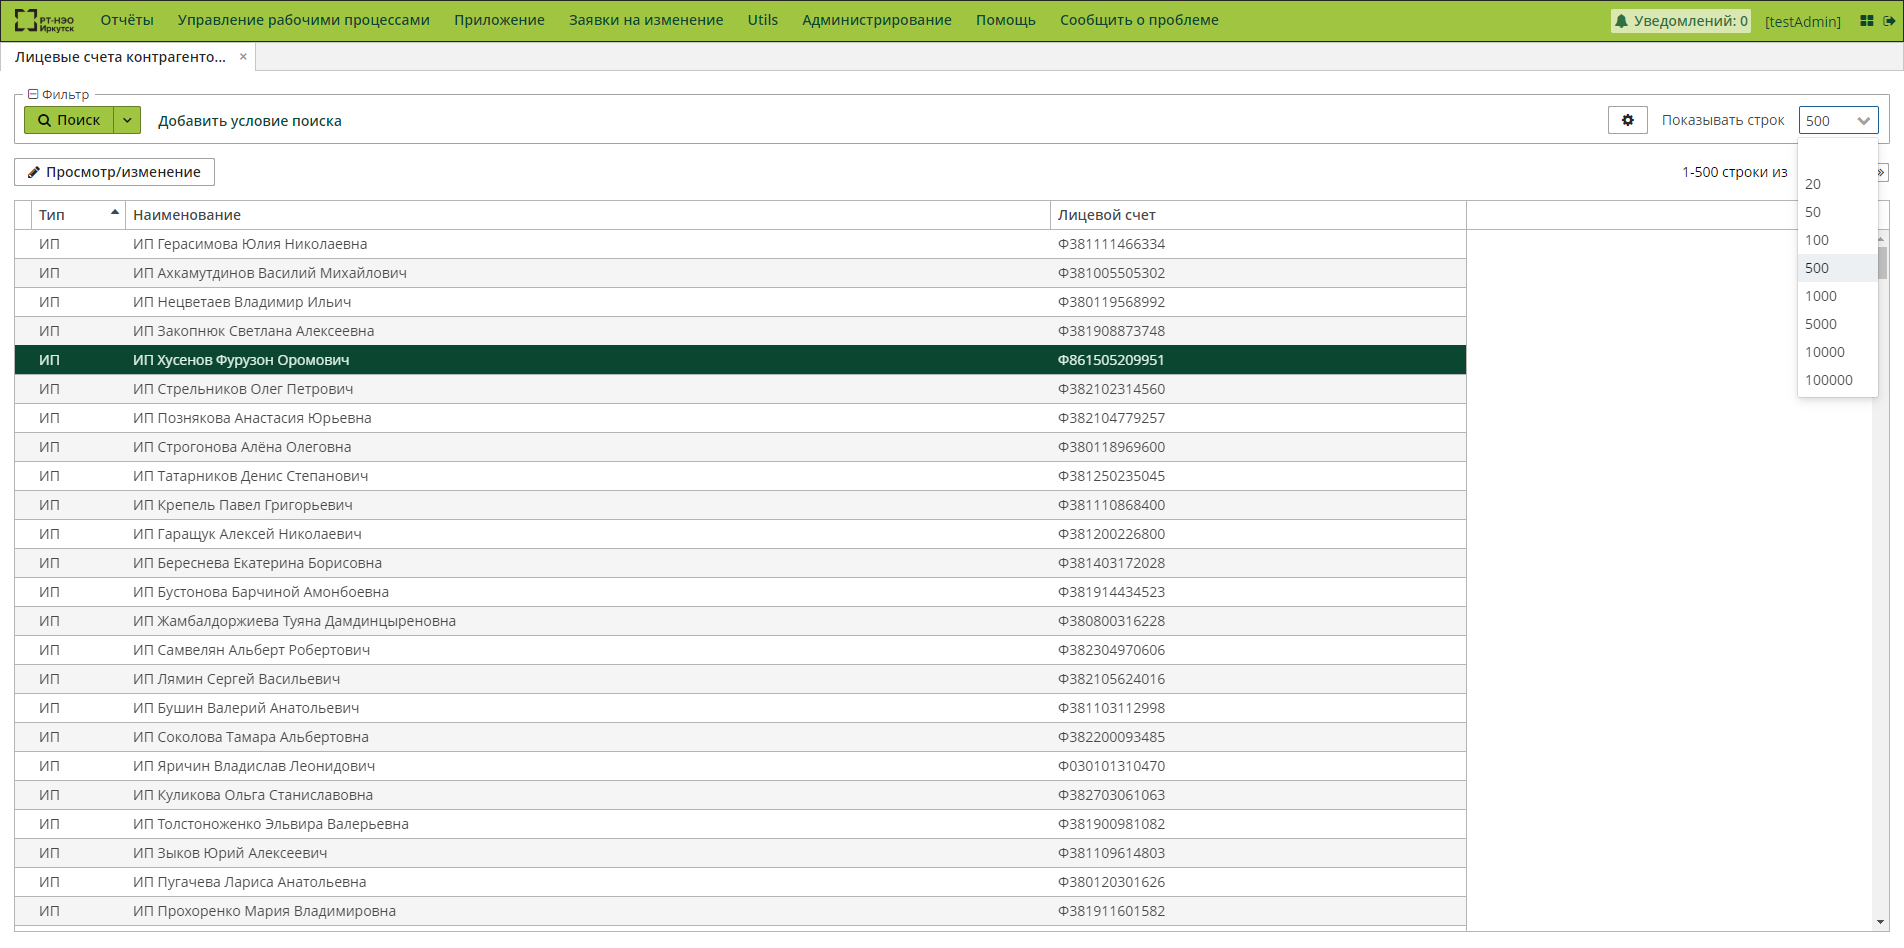 РТ-НЭО Иркутск
Отчёты Управление рабочими процессами Приложение Заявки на изменение Utils Администрирование Помощь Сообщить о проблеме Уведомлений: 0 [testAdmin]
Лицевые счета контрагенто... ×
Фильтр
Поиск Добавить условие поиска Показывать строк 500
Просмотр/изменение 1-500 строки из »
20
50
100
500
1000
5000
10000
100000
Тип Наименование Лицевой счет
ИП ИП Герасимова Юлия Николаевна Ф381111466334
ИП ИП Ахкамутдинов Василий Михайлович Ф381005505302
ИП ИП Нецветаев Владимир Ильич Ф380119568992
ИП ИП Закопнюк Светлана Алексеевна Ф381908873748
ИП ИП Хусенов Фурузон Оромович Ф861505209951
ИП ИП Стрельников Олег Петрович Ф382102314560
ИП ИП Познякова Анастасия Юрьевна Ф382104779257
ИП ИП Строгонова Алёна Олеговна Ф380118969600
ИП ИП Татарников Денис Степанович Ф381250235045
ИП ИП Крепель Павел Григорьевич Ф381110868400
ИП ИП Гаращук Алексей Николаевич Ф381200226800
ИП ИП Береснева Екатерина Борисовна Ф381403172028
ИП ИП Бустонова Барчиной Амонбоевна Ф381914434523
ИП ИП Жамбалдоржиева Туяна Дамдинцыреновна Ф380800316228
ИП ИП Самвелян Альберт Робертович Ф382304970606
ИП ИП Лямин Сергей Васильевич Ф382105624016
ИП ИП Бушин Валерий Анатольевич Ф381103112998
ИП ИП Соколова Тамара Альбертовна Ф382200093485
ИП ИП Яричин Владислав Леонидович Ф030101310470
ИП ИП Куликова Ольга Станиславовна Ф382703061063
ИП ИП Толстоноженко Эльвира Валерьевна Ф381900981082
ИП ИП Зыков Юрий Алексеевич Ф381109614803
ИП ИП Пугачева Лариса Анатольевна Ф380120301626
ИП ИП Прохоренко Мария Владимировна Ф381911601582